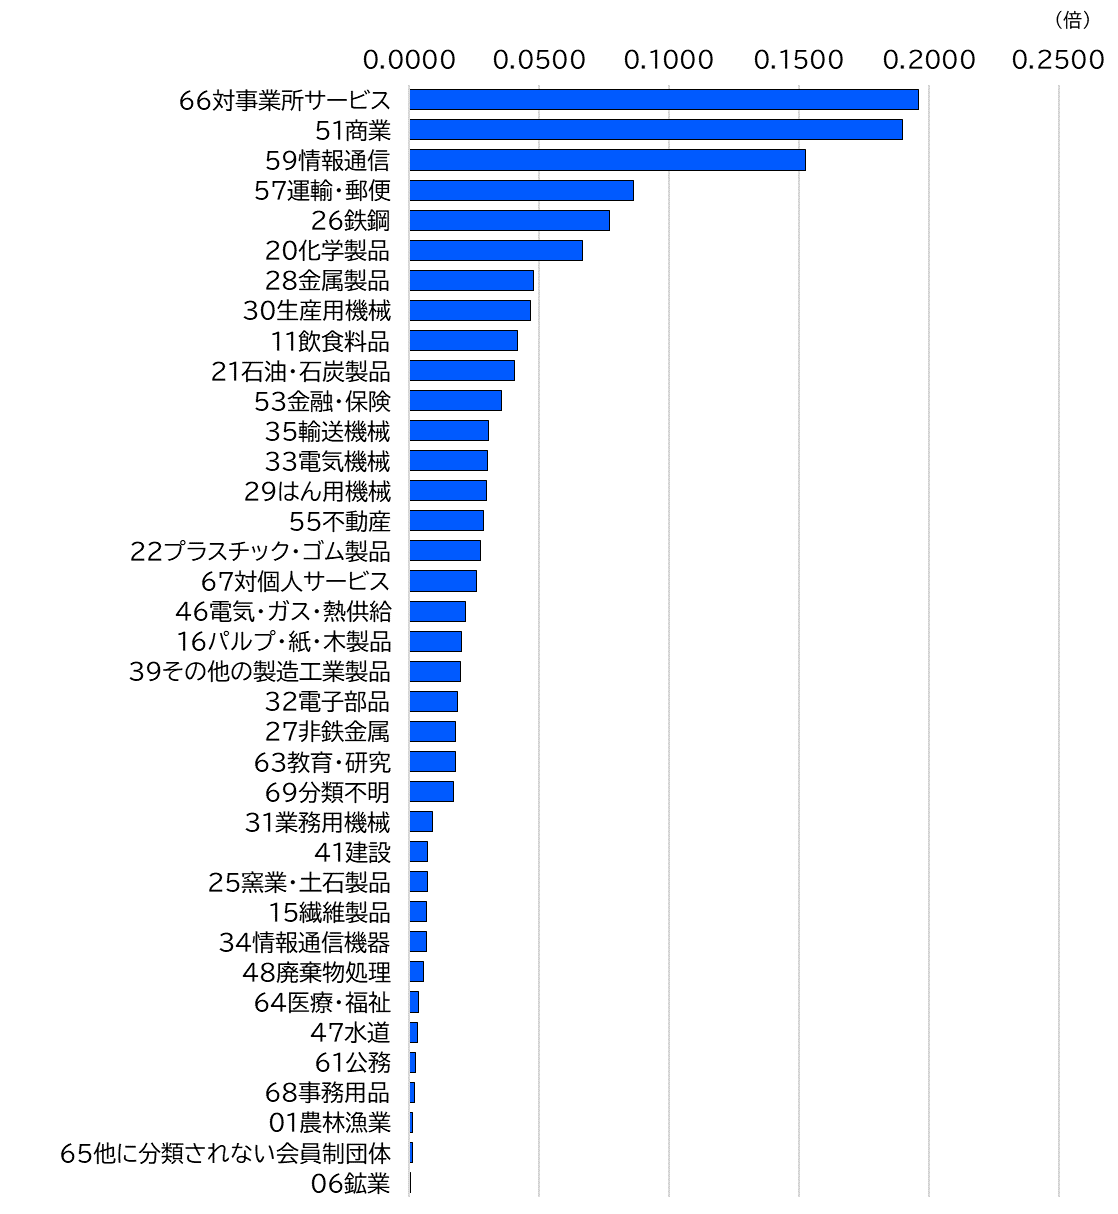 (倍)
0.0000 0.0500 0.1000 0.1500 0.2000 0.2500
66対事業所サービス
51商業
59情報通信
57運輸・郵便
26鉄鋼
20化学製品
28金属製品
30生産用機械
11飲食料品
21石油・石炭製品
53金融・保険
35輸送機械
33電気機械
29はん用機械
55不動産
22プラスチック・ゴム製品
67対個人サービス
46電気・ガス・熱供給
16パルプ・紙・木製品
39その他の製造工業製品
32電子部品
27非鉄金属
63教育・研究
69分類不明
31業務用機械
41建設
25窯業・土石製品
15繊維製品
34情報通信機器
48廃棄物処理
64医療・福祉
47水道
61公務
68事務用品
01農林漁業
65他に分類されない会員制団体
06鉱業